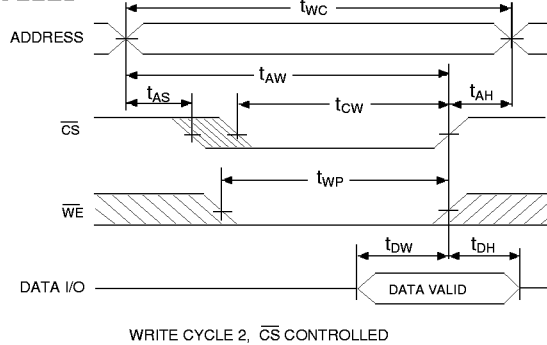 tWC
ADDRESS
tAW
tAS
tCW
tAH
CS
tWP
WE
tDW
tDH
DATA I/O
DATA VALID
WRITE CYCLE 2, CS CONTROLLED